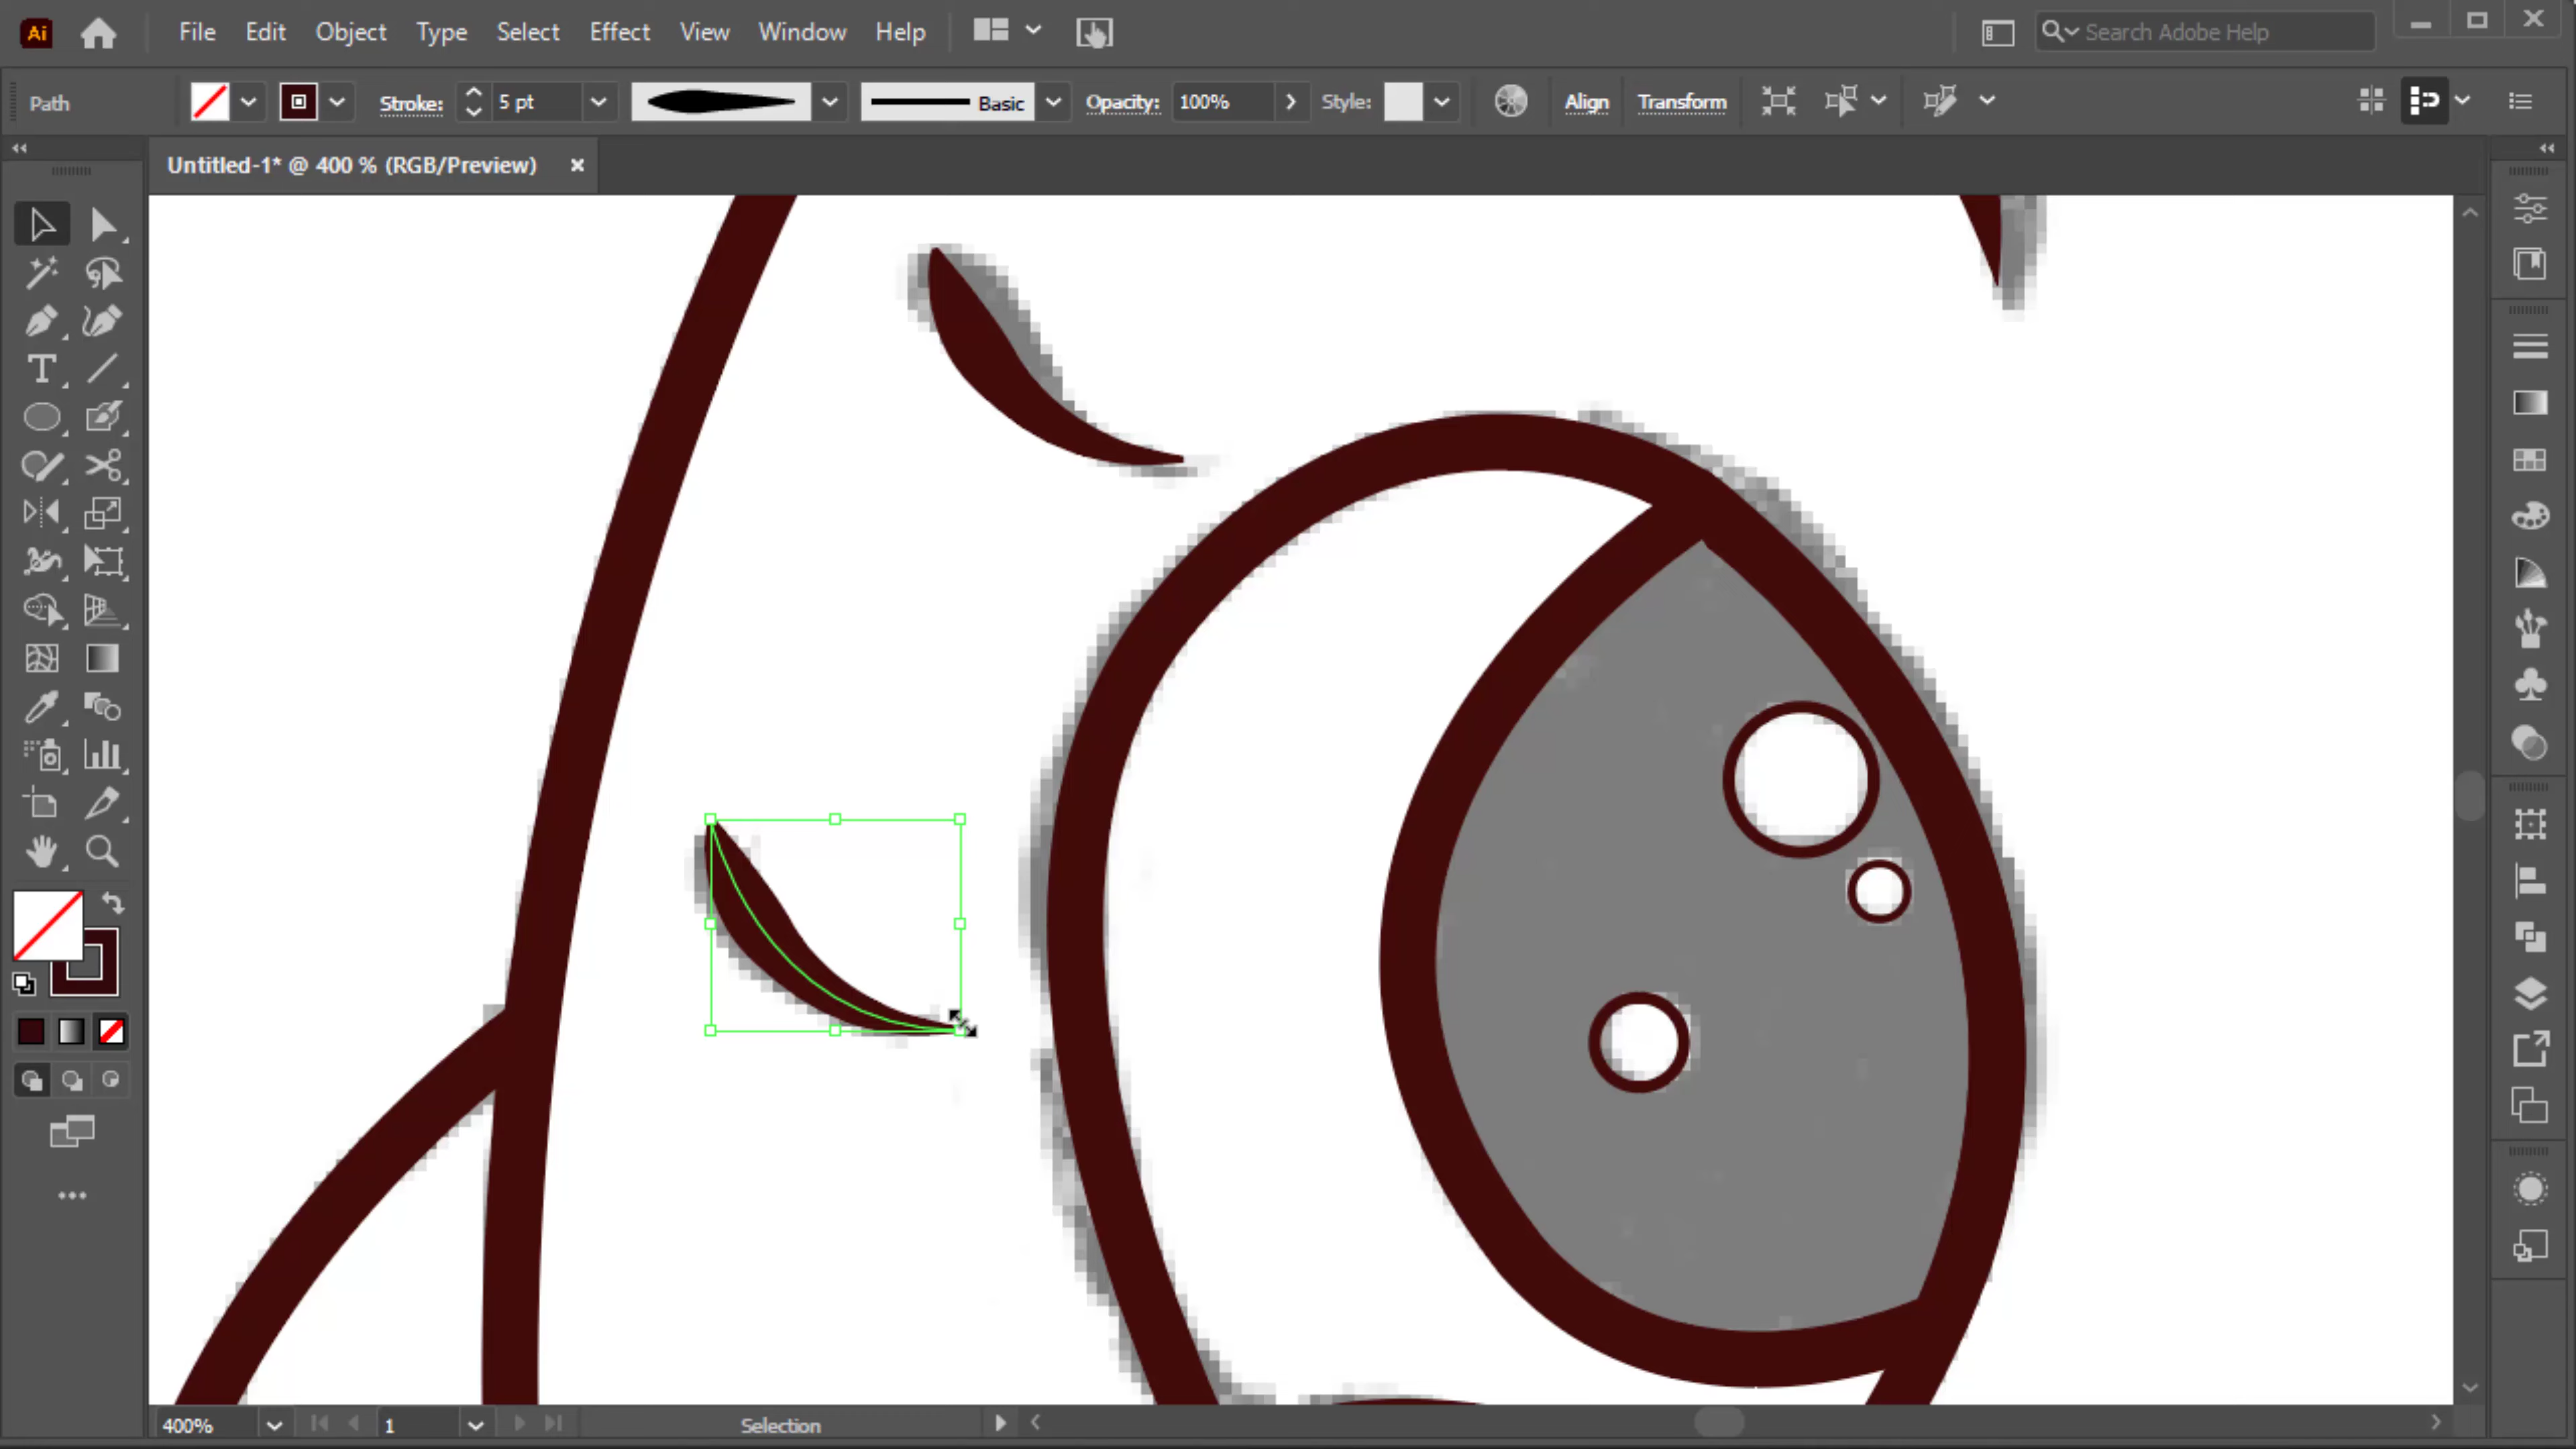 Ai File Edit Object Type Select Effect View Window Help Search Adobe Help
Path Stroke: 5 pt Basic Opacity: 100% Style: Align Transform
Untitled-1* @ 400 % (RGB/Preview)
400% 1 Selection